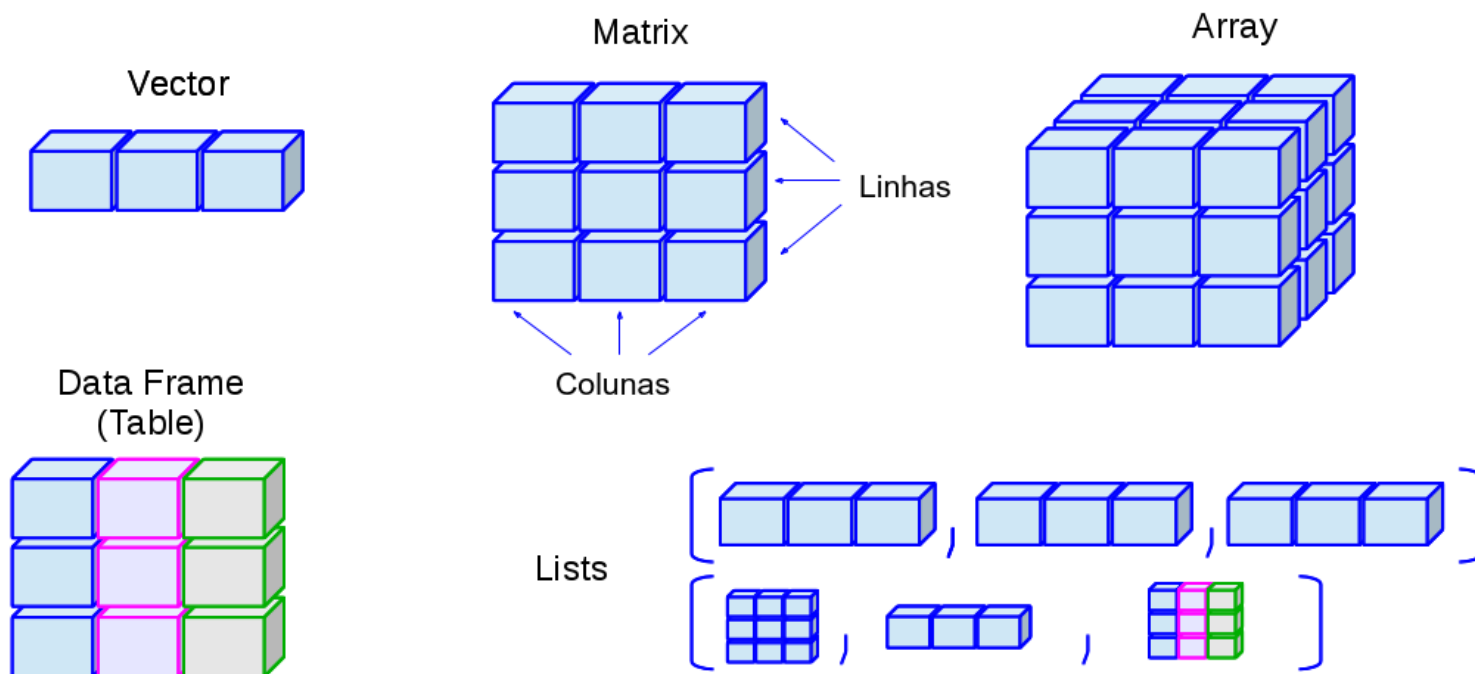 Vector
Matrix
Array
Linhas
Colunas
Data Frame
(Table)
Lists